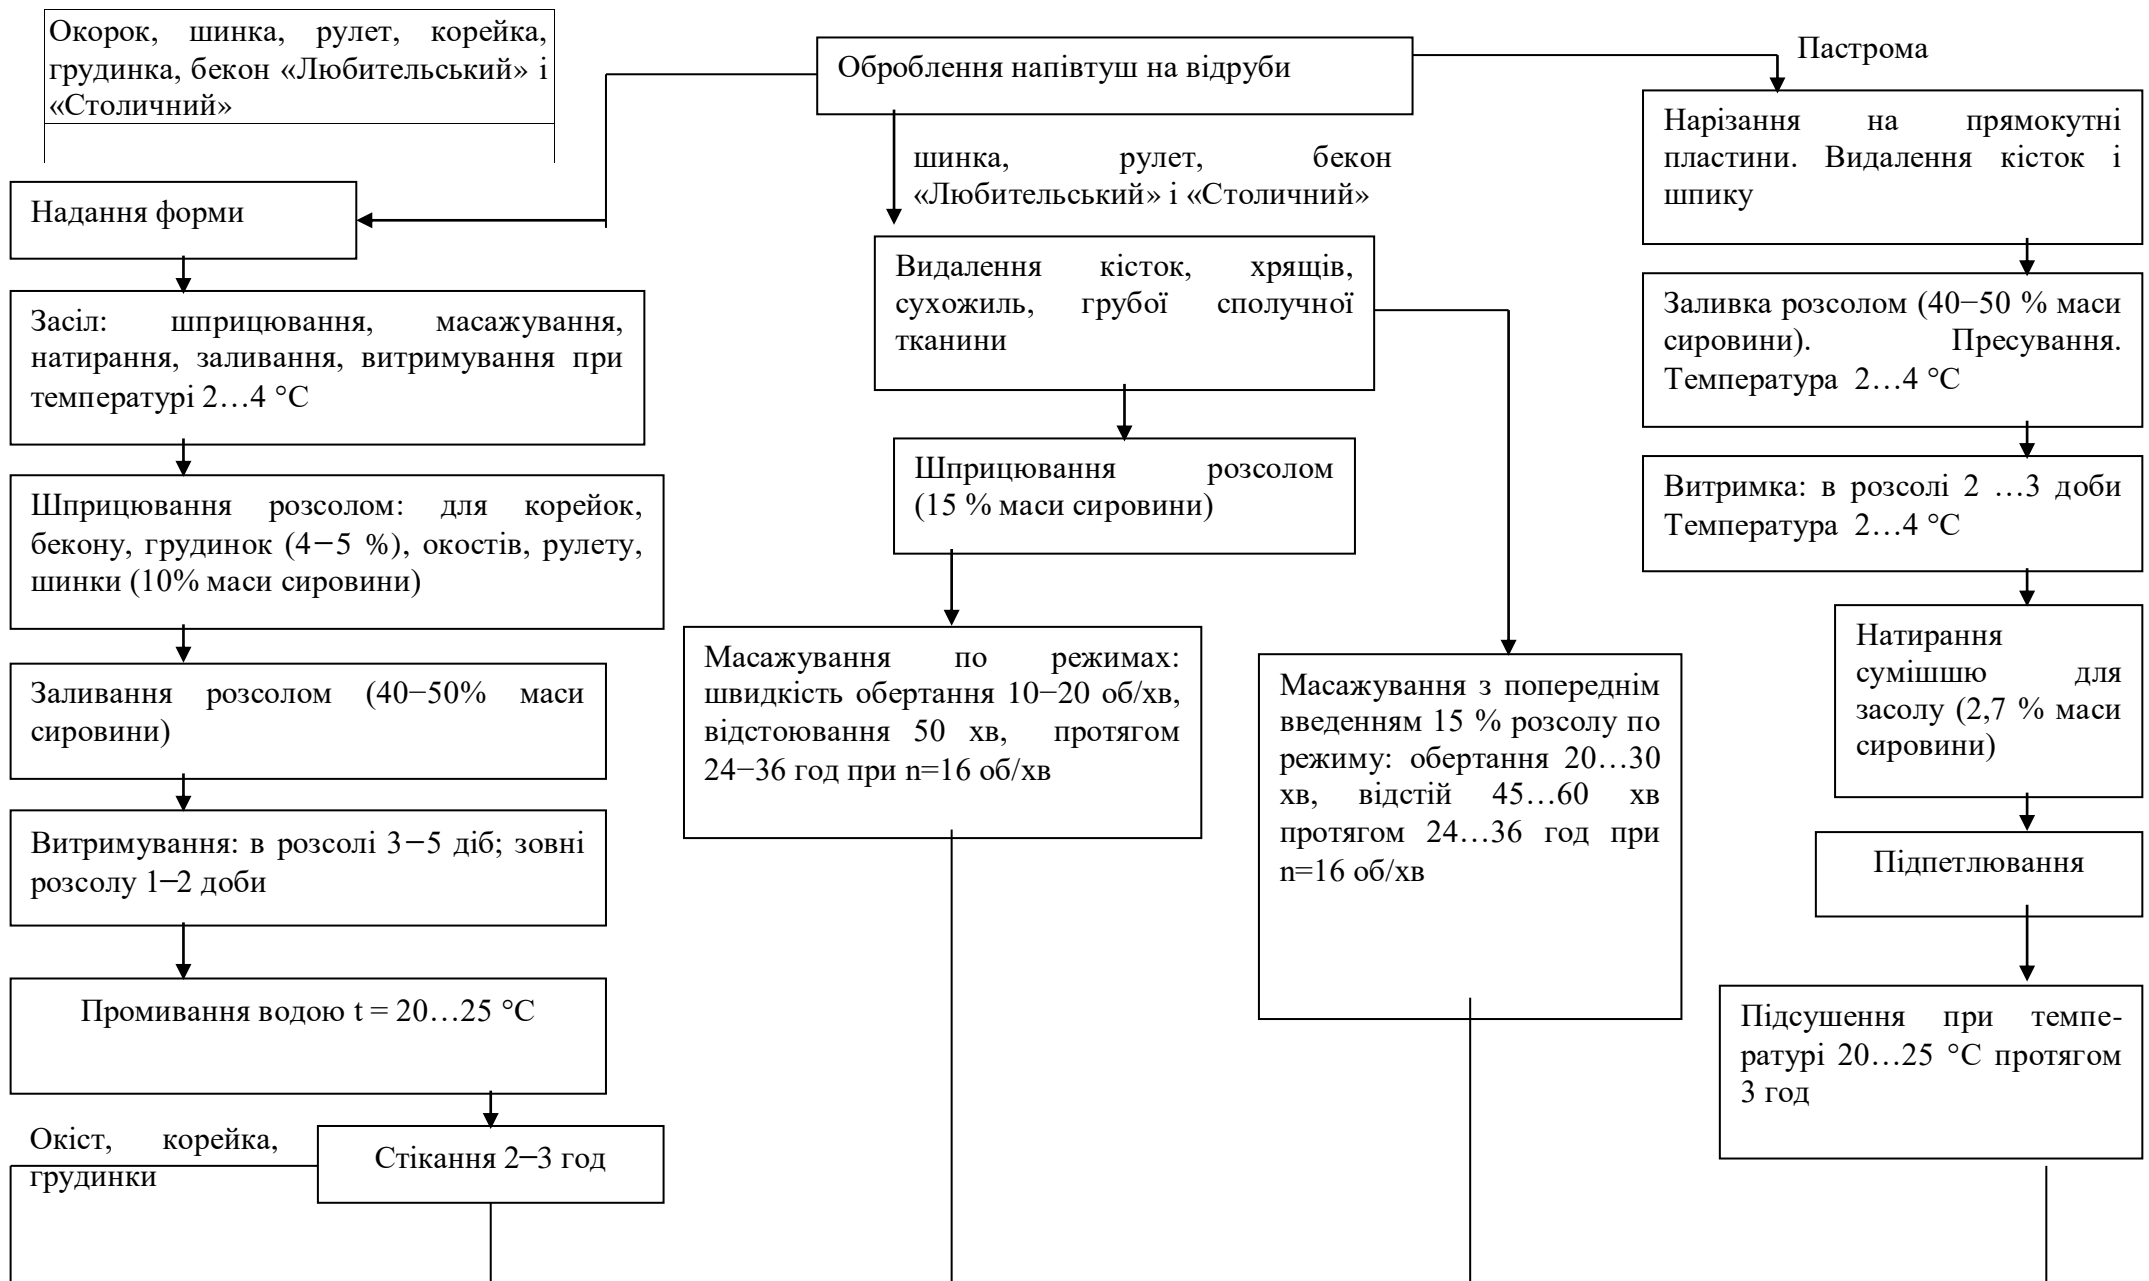 Окорок, шинка, рулет, корейка,
грудинка, бекон «Любительський» і
«Столичний»
Оброблення напівтуш на відруби
Пастрома
шинка, рулет, бекон
«Любительський» і «Столичний»
Нарізання на прямокутні
пластини. Видалення кісток і
шпику
Надання форми
Видалення кісток, хрящів,
сухожиль, грубої сполучної
тканини
Засіл: шприцювання, масажування,
натирання, заливання, витримування при
температурі 2…4 °С
Заливка розсолом (40−50 % маси
сировини). Пресування.
Температура 2…4 °С
Шприцювання розсолом
(15 % маси сировини)
Шприцювання розсолом: для корейок,
бекону, грудинок (4−5 %), окостів, рулету,
шинки (10% маси сировини)
Витримка: в розсолі 2 …3 доби
Температура 2…4 °С
Масажування по режимах:
швидкість обертання 10−20 об/хв,
відстоювання 50 хв, протягом
24−36 год при n=16 об/хв
Масажування з попереднім
введенням 15 % розсолу по
режиму: обертання 20…30
хв, відстій 45…60 хв
протягом 24…36 год при
n=16 об/хв
Натирання
сумішшю для
засолу (2,7 % маси
сировини)
Заливання розсолом (40−50% маси
сировини)
Витримування: в розсолі 3−5 діб; зовні
розсолу 1−2 доби
Підпетлювання
Промивання водою t = 20…25 °С
Підсушення при темпе-
ратурі 20…25 °С протягом
3 год
Окіст, корейка,
грудинки
Стікання 2−3 год